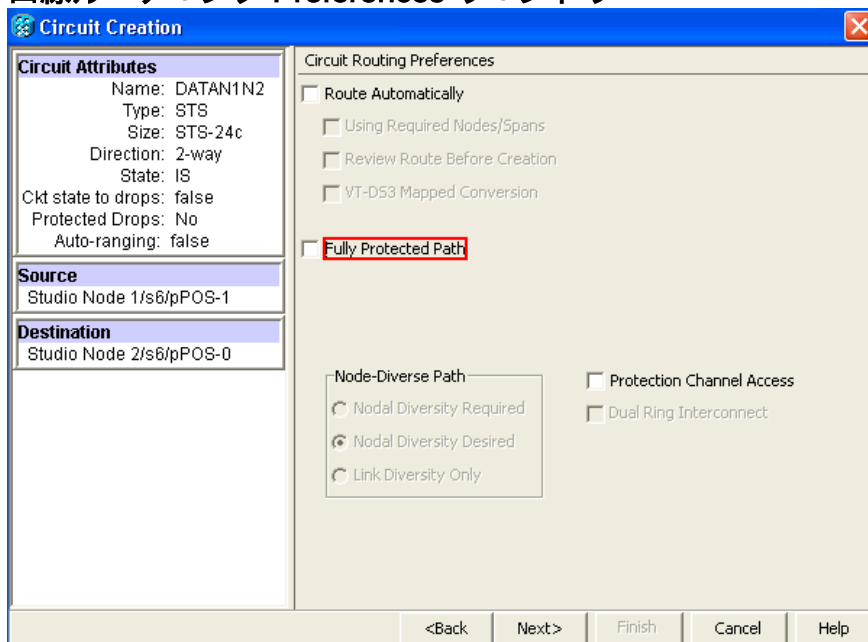 Circuit Creation
Circuit Attributes
Name: DATAN1N2
Type: STS
Size: STS-24c
Direction: 2-way
State: IS
Ckt state to drops: false
Protected Drops: No
Auto-ranging: false
Source
Studio Node 1/s6/pPOS-1
Destination
Studio Node 2/s6/pPOS-0
Circuit Routing Preferences
Route Automatically
Using Required Nodes/Spans
Review Route Before Creation
VT-DS3 Mapped Conversion
Fully Protected Path
Node-Diverse Path
Nodal Diversity Required
Nodal Diversity Desired
Link Diversity Only
Protection Channel Access
Dual Ring Interconnect
<Back
Next>
Finish
Cancel
Help